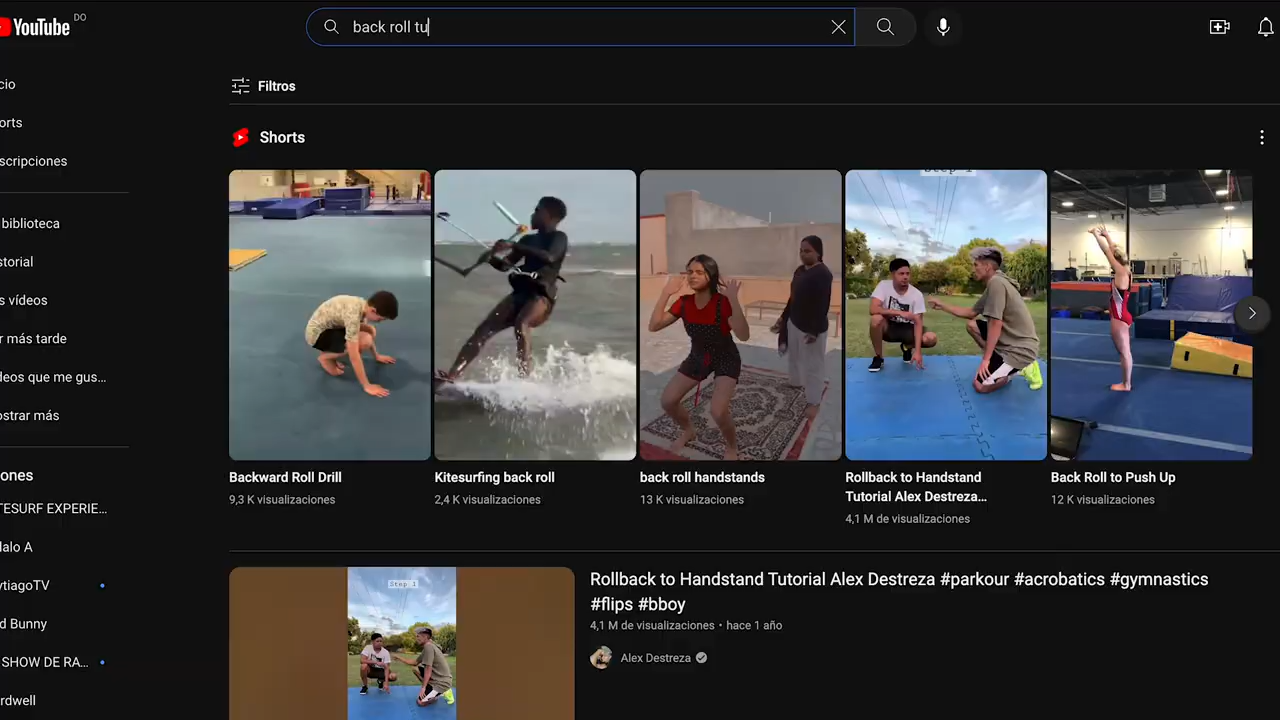 YouTube DO
back roll tu
cio
orts
scripciones
biblioteca
storial
s vídeos
r más tarde
deos que me gus...
ostrar más
ones
TESURF EXPERIE...
lalo A
ytiagoTV
d Bunny
SHOW DE RA...
rdwell
Filtros
Shorts
Step 1
Backward Roll Drill
9,3 K visualizaciones
Kitesurfing back roll
2,4 K visualizaciones
back roll handstands
13 K visualizaciones
Rollback to Handstand
Tutorial Alex Destreza...
4,1 M de visualizaciones
Back Roll to Push Up
12 K visualizaciones
Step 1
Rollback to Handstand Tutorial Alex Destreza #parkour #acrobatics #gymnastics
#flips #bboy
4,1 M de visualizaciones • hace 1 año
Alex Destreza